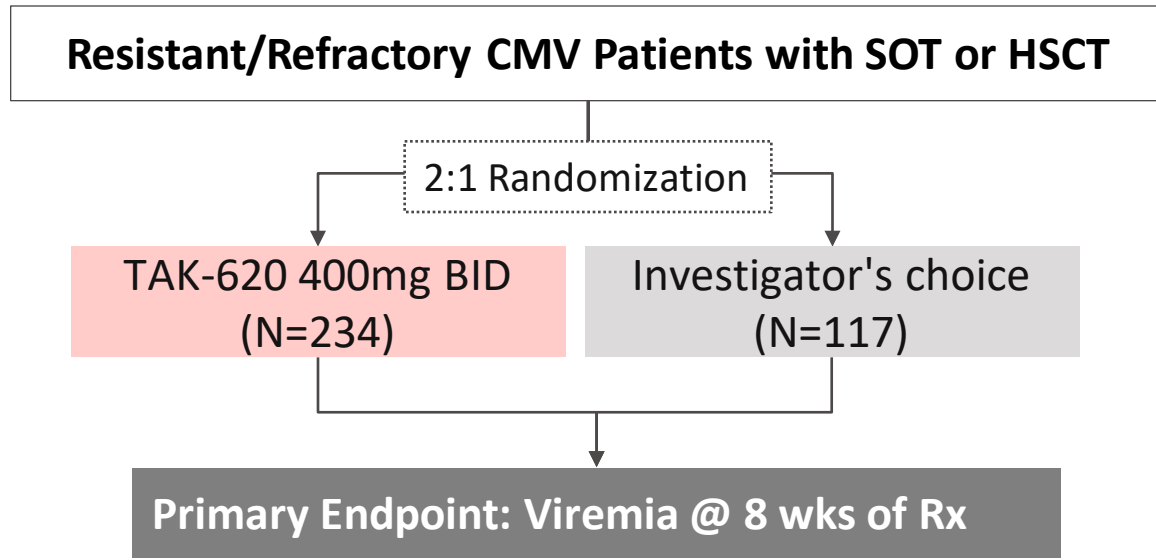 Resistant/Refractory CMV Patients with SOT or HSCT
2:1 Randomization
TAK-620 400mg BID
(N=234)
Investigator's choice
(N=117)
Primary Endpoint: Viremia @ 8 wks of Rx